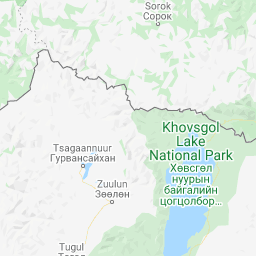 Sorok
Сорок
Khovsgol
Lake
National Park
Хөвсгөл
нуурын
байгалийн
цогцолбор...
Tsagaannuur
Гурвансайхан
Zuulun
Зөөлөн
Tugul